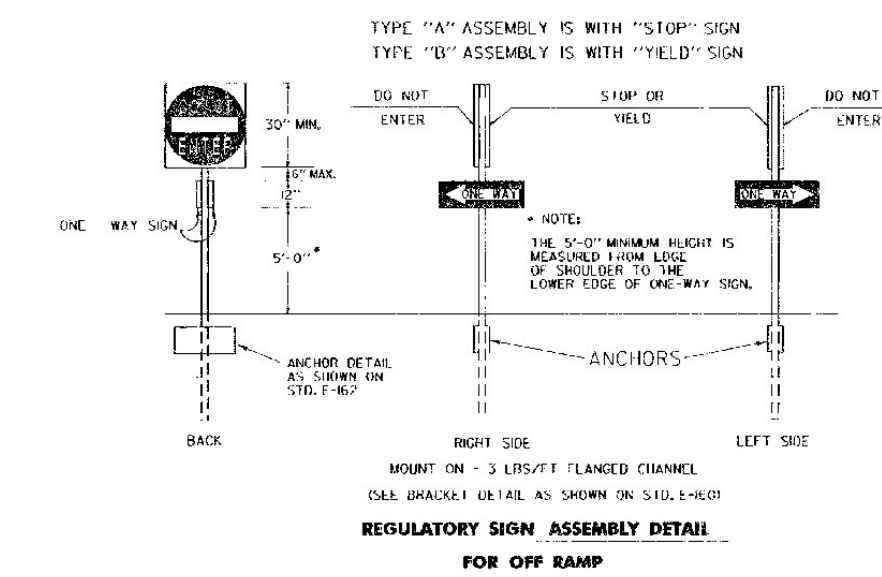 TYPE "A" ASSEMBLY IS WITH "STOP" SIGN
TYPE "B" ASSEMBLY IS WITH "YIELD" SIGN
DO NOT
ENTER
STOP OR
YIELD
DO NOT
ENTER
30" MIN.
ENTER
6" MAX.
12"
ONE WAY
ONE WAY
ONE WAY SIGN
5'-0" *
* NOTE:
THE 5'-0" MINIMUM HEIGHT IS
MEASURED FROM EDGE
OF SHOULDER TO THE
LOWER EDGE OF ONE-WAY SIGN.
ANCHOR DETAIL
AS SHOWN ON
STD. E-162
ANCHORS
BACK
RIGHT SIDE
LEFT SIDE
MOUNT ON - 3 LBS/FT FLANGED CHANNEL
(SEE BRACKET DETAIL AS SHOWN ON STD. E-160)
REGULATORY SIGN ASSEMBLY DETAIL
FOR OFF RAMP